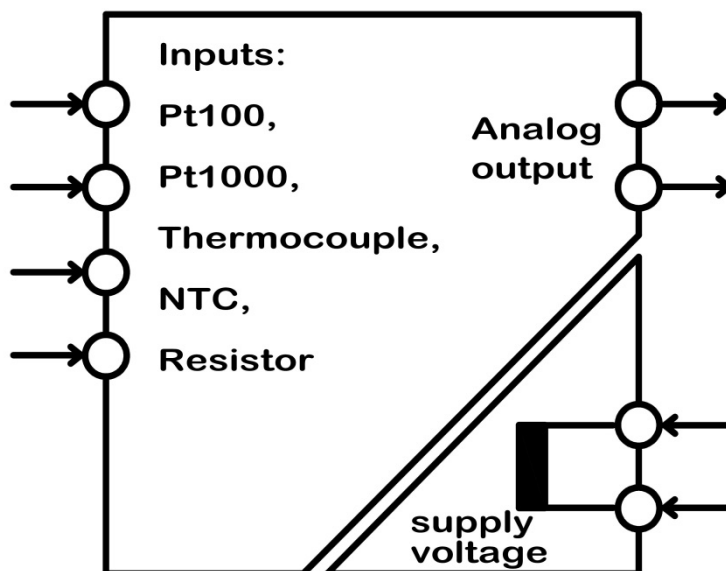 Inputs:
Pt100,
Pt1000,
Thermocouple,
NTC,
Resistor
Analog
output
supply
voltage